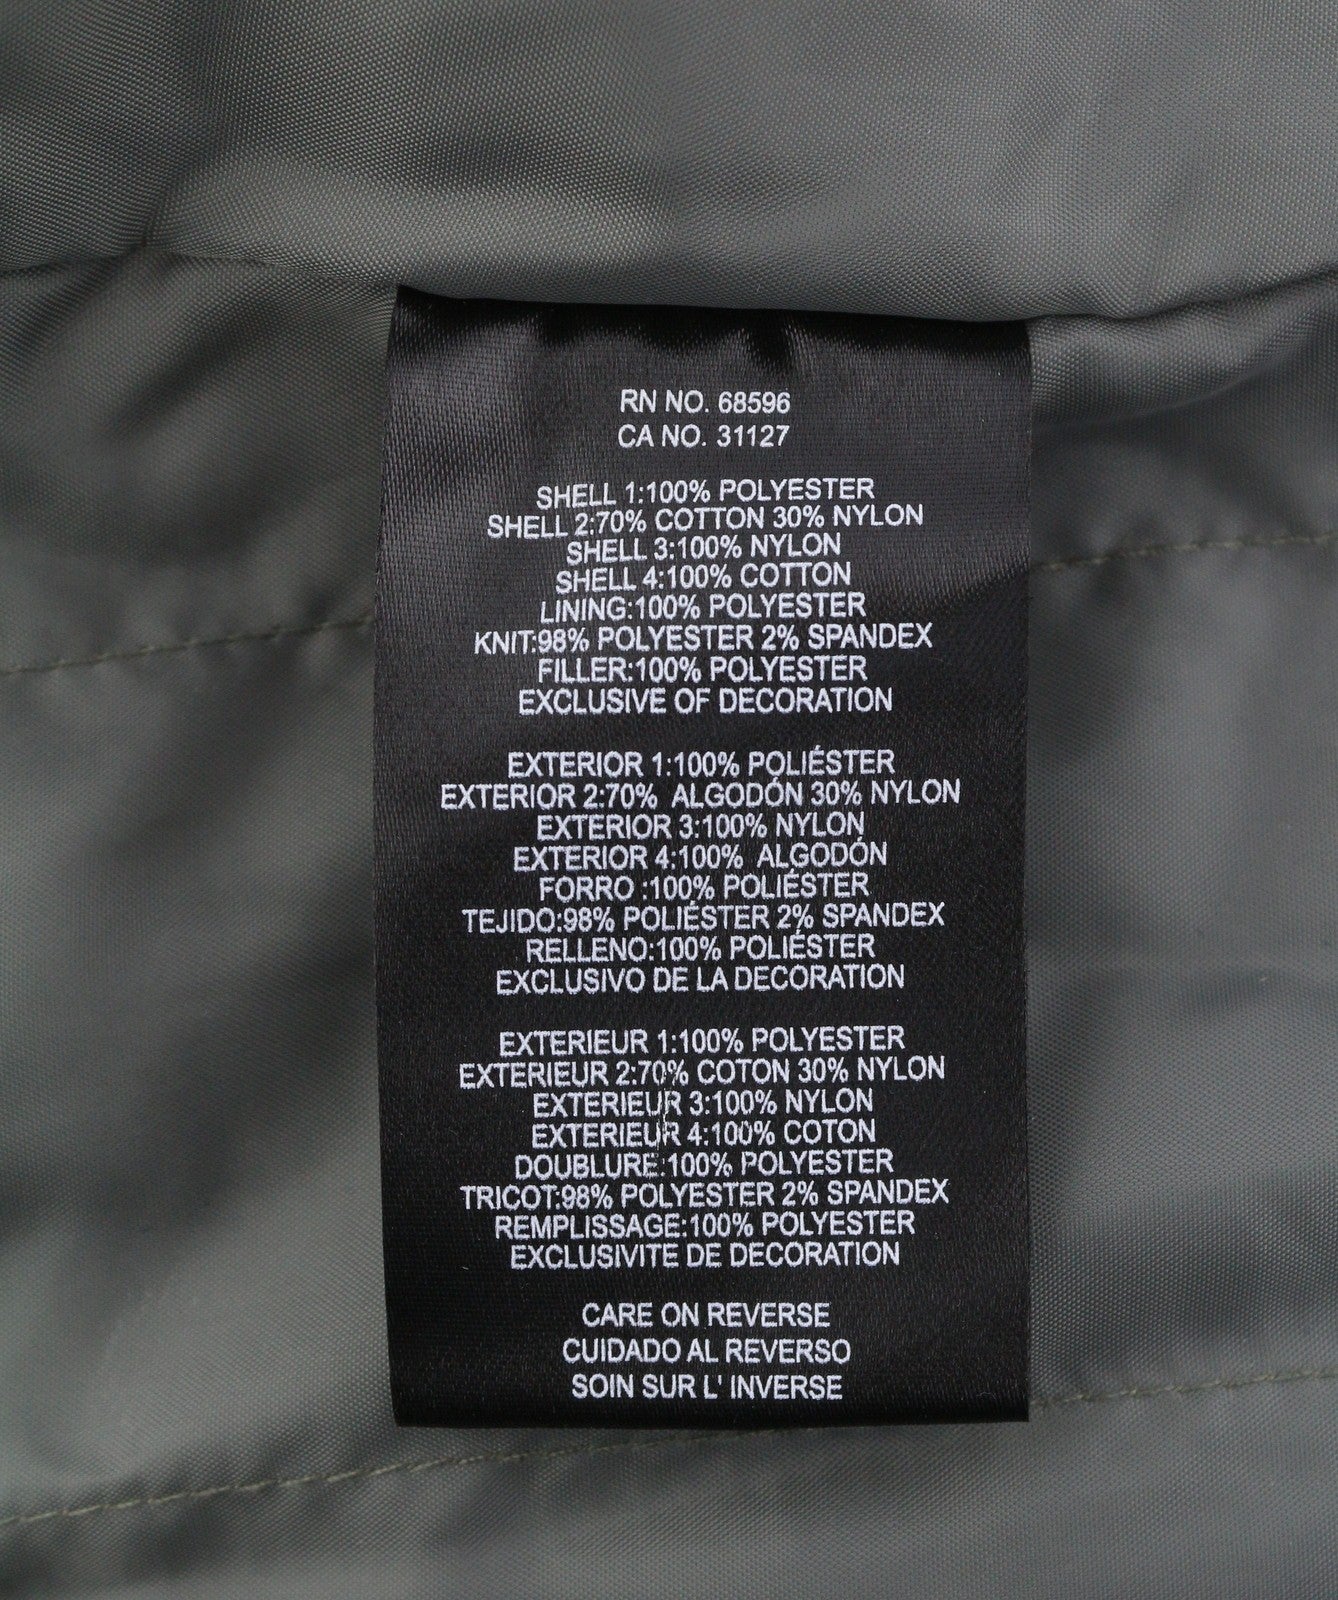 RN NO. 68596
CA NO. 31127
SHELL 1:100% POLYESTER
SHELL 2:70% COTTON 30% NYLON
SHELL 3:100% NYLON
SHELL 4:100% COTTON
LINING:100% POLYESTER
KNIT:98% POLYESTER 2% SPANDEX
FILLER:100% POLYESTER
EXCLUSIVE OF DECORATION
EXTERIOR 1:100% POLIÉSTER
EXTERIOR 2:70% ALGODÓN 30% NYLON
EXTERIOR 3:100% NYLON
EXTERIOR 4:100% ALGODÓN
FORRO :100% POLIÉSTER
TEJIDO:98% POLIÉSTER 2% SPANDEX
RELLENO:100% POLIÉSTER
EXCLUSIVO DE LA DECORATION
EXTERIEUR 1:100% POLYESTER
EXTERIEUR 2:70% COTON 30% NYLON
EXTERIEUR 3:100% NYLON
EXTERIEUR 4:100% COTON
DOUBLURE:100% POLYESTER
TRICOT:98% POLYESTER 2% SPANDEX
REMPLISSAGE:100% POLYESTER
EXCLUSIVITE DE DECORATION
CARE ON REVERSE
CUIDADO AL REVERSO
SOIN SUR L' INVERSE